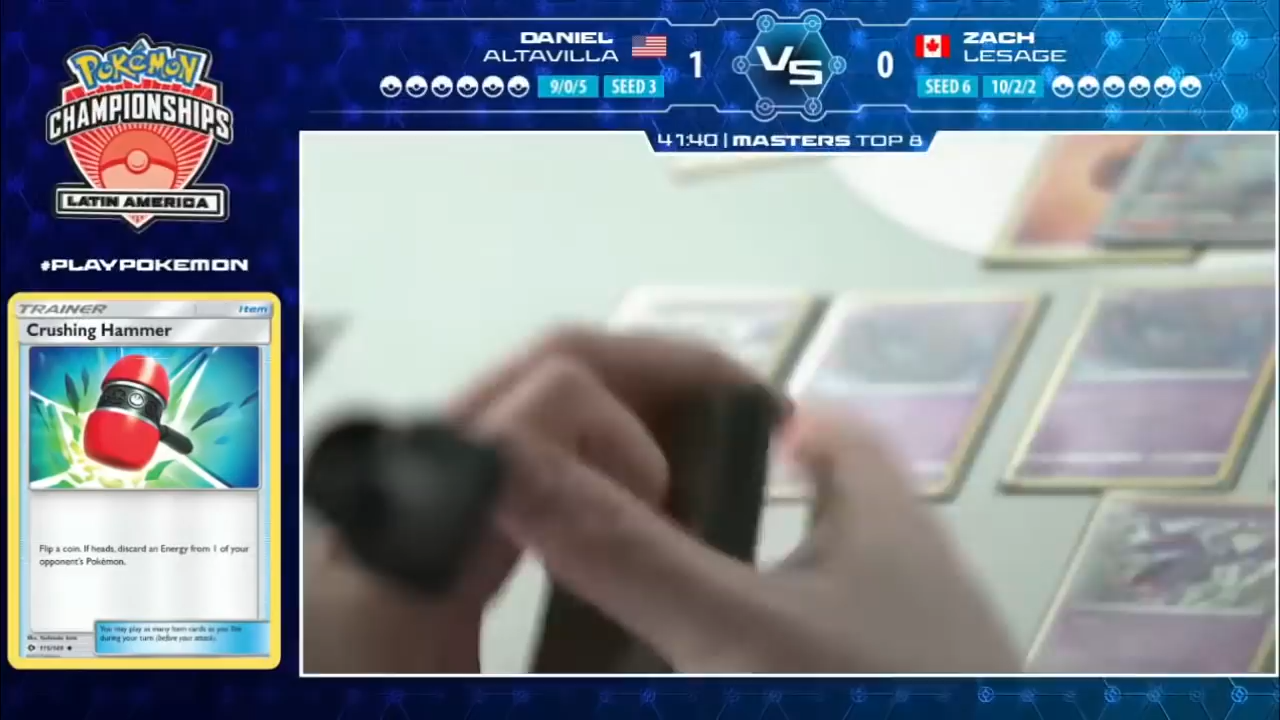 DANIEL
ALTAVILLA
1
VS
0
ZACH
LESAGE
9/0/5
SEED 3
SEED 6
10/2/2
41:40 | MASTERS TOP 8
Pokémon
CHAMPIONSHIPS
LATIN AMERICA
#PLAYPOKEMON
TRAINER
Item
Crushing Hammer
Flip a coin. If heads, discard an Energy from 1 of your
opponent's Pokémon.
You may play as many Item cards as you like
during your turn (before your attack).
115/149